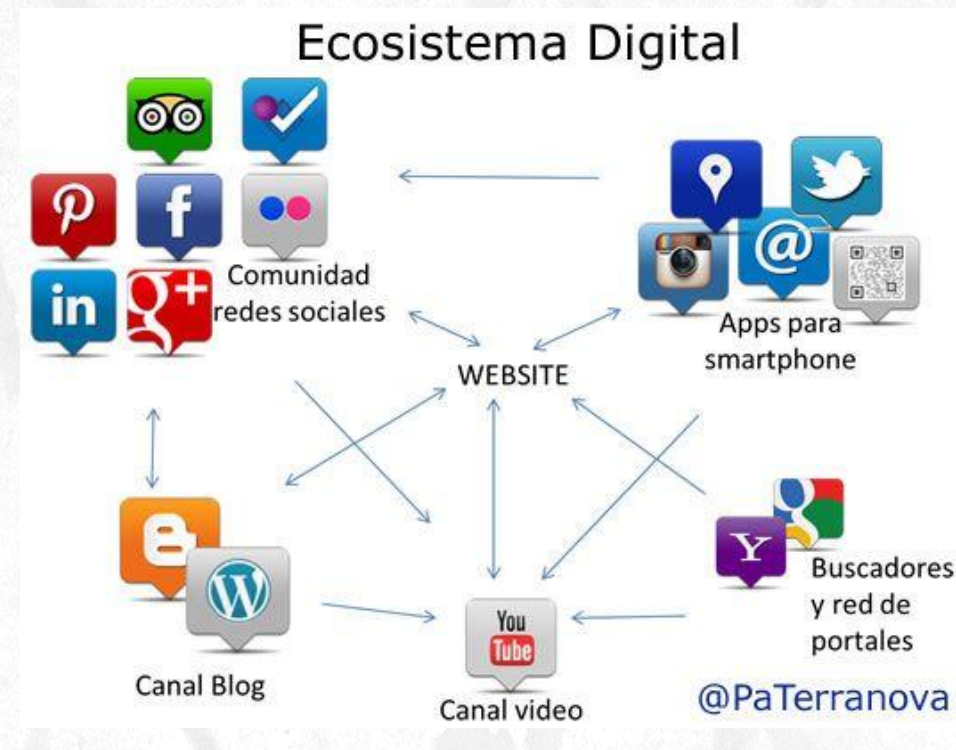 Ecosistema Digital
Comunidad
redes sociales
Apps para
smartphone
WEBSITE
Buscadores
y red de
portales
Canal Blog
You
Tube
Canal video
@PaTerranova
f
in
g+
@
Y
W